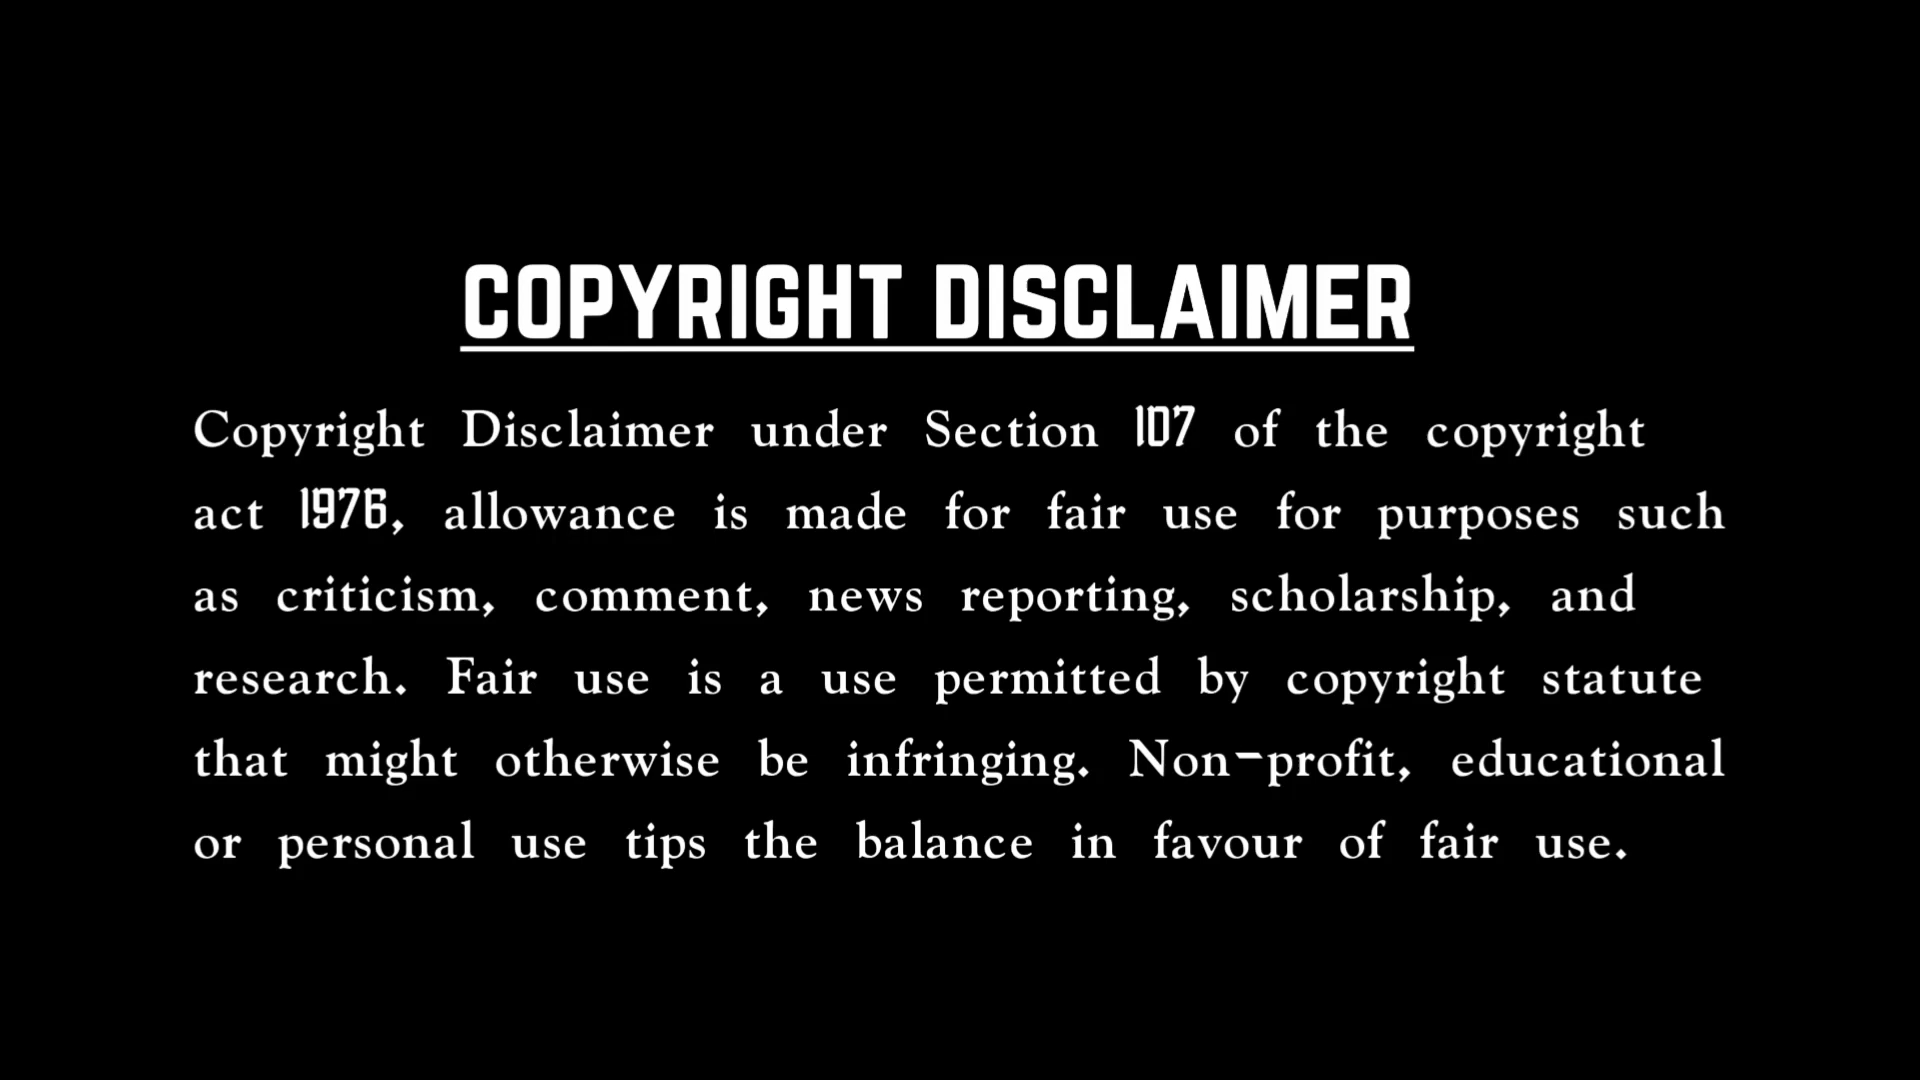 COPYRIGHT DISCLAIMER
Copyright Disclaimer under Section 107 of the copyright
act 1976, allowance is made for fair use for purposes such
as criticism, comment, news reporting, scholarship, and
research. Fair use is a use permitted by copyright statute
that might otherwise be infringing. Non-profit, educational
or personal use tips the balance in favour of fair use.